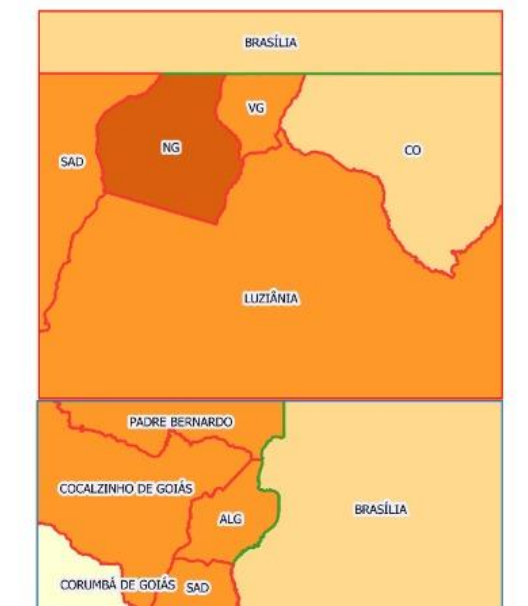 BRASÍLIA
VG
NG
CO
SAD
LUZIÂNIA
PADRE BERNARDO
COCALZINHO DE GOIÁS
BRASÍLIA
ALG
CORUMBÁ DE GOIÁS
SAD